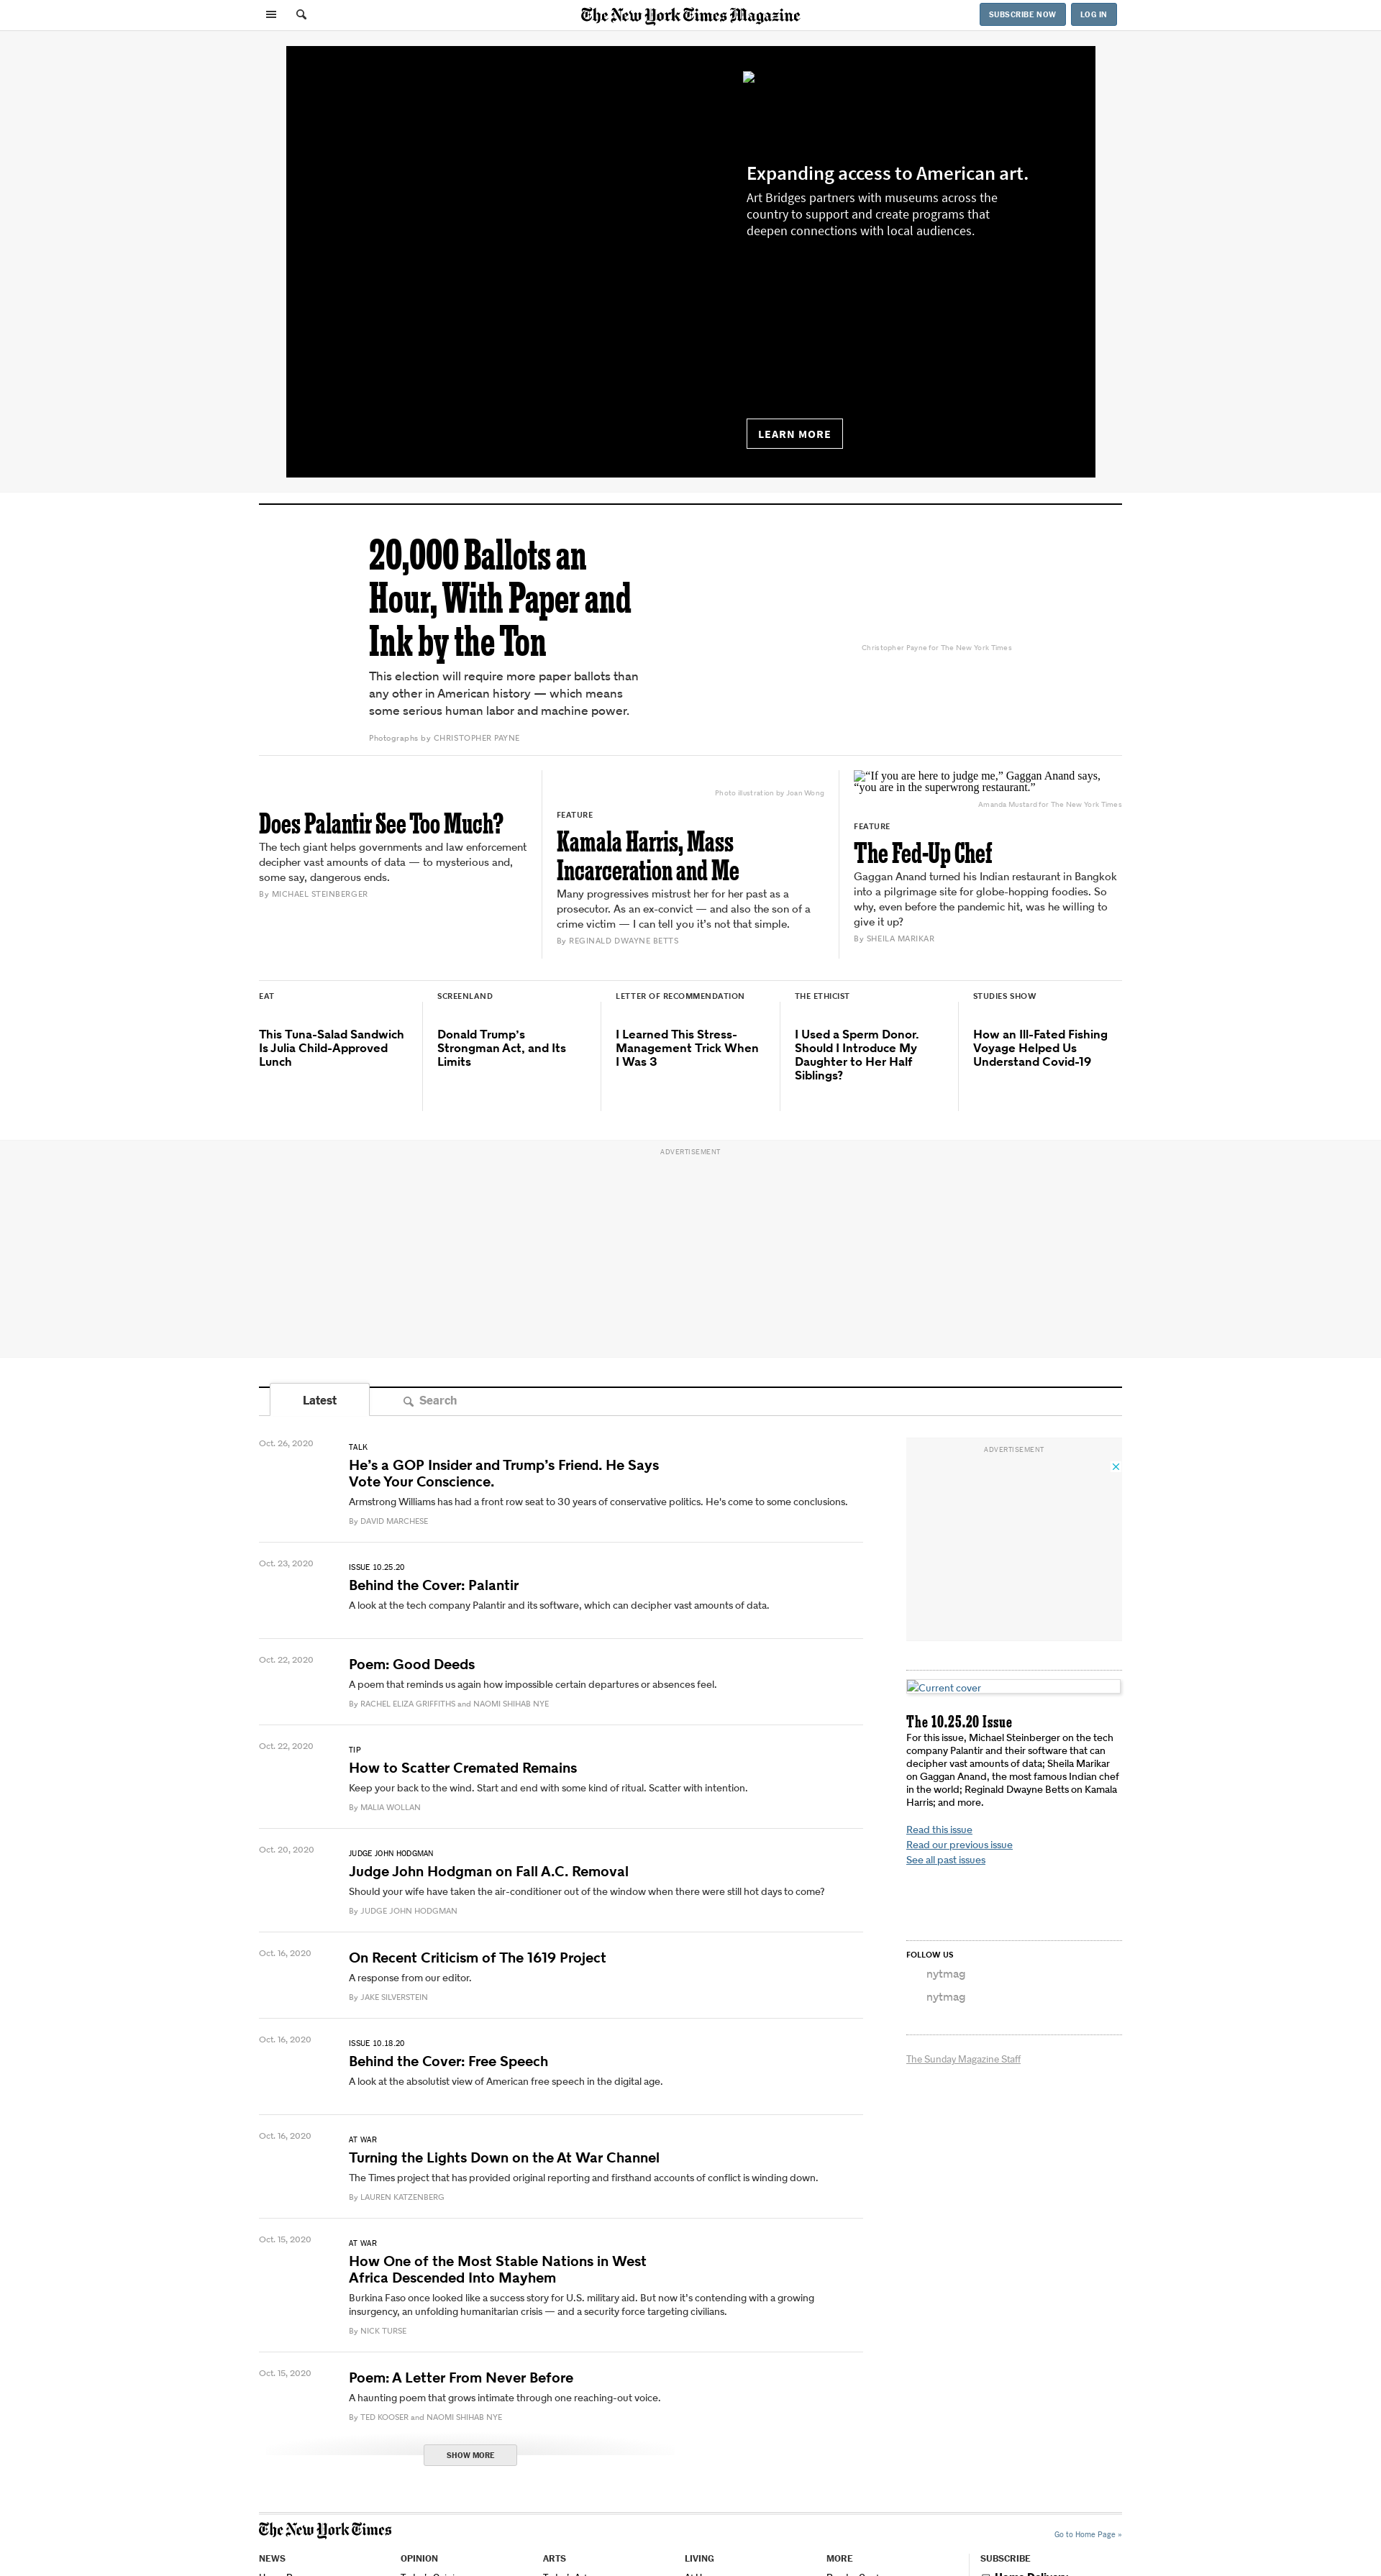 The New York Times Magazine
SUBSCRIBE NOW
LOG IN
Expanding access to American art.
Art Bridges partners with museums across the
country to support and create programs that
deepen connections with local audiences.
LEARN MORE
20,000 Ballots an
Hour, With Paper and
Ink by the Ton
This election will require more paper ballots than
any other in American history — which means
some serious human labor and machine power.
Photographs by CHRISTOPHER PAYNE
Christopher Payne for The New York Times
Does Palantir See Too Much?
The tech giant helps governments and law enforcement
decipher vast amounts of data — to mysterious and,
some say, dangerous ends.
By MICHAEL STEINBERGER
Photo illustration by Joan Wong
FEATURE
Kamala Harris, Mass
Incarceration and Me
Many progressives mistrust her for her past as a
prosecutor. As an ex-convict — and also the son of a
crime victim — I can tell you it’s not that simple.
By REGINALD DWAYNE BETTS
“If you are here to judge me,” Gaggan Anand says,
“you are in the superwrong restaurant.”
Amanda Mustard for The New York Times
FEATURE
The Fed-Up Chef
Gaggan Anand turned his Indian restaurant in Bangkok
into a pilgrimage site for globe-hopping foodies. So
why, even before the pandemic hit, was he willing to
give it up?
By SHEILA MARIKAR
EAT
This Tuna-Salad Sandwich
Is Julia Child-Approved
Lunch
SCREENLAND
Donald Trump’s
Strongman Act, and Its
Limits
LETTER OF RECOMMENDATION
I Learned This Stress-
Management Trick When
I Was 3
THE ETHICIST
I Used a Sperm Donor.
Should I Introduce My
Daughter to Her Half
Siblings?
STUDIES SHOW
How an Ill-Fated Fishing
Voyage Helped Us
Understand Covid-19
ADVERTISEMENT
Latest
Search
Oct. 26, 2020
TALK
He’s a GOP Insider and Trump’s Friend. He Says
Vote Your Conscience.
Armstrong Williams has had a front row seat to 30 years of conservative politics. He's come to some conclusions.
By DAVID MARCHESE
Oct. 23, 2020
ISSUE 10.25.20
Behind the Cover: Palantir
A look at the tech company Palantir and its software, which can decipher vast amounts of data.
Oct. 22, 2020
Poem: Good Deeds
A poem that reminds us again how impossible certain departures or absences feel.
By RACHEL ELIZA GRIFFITHS and NAOMI SHIHAB NYE
Oct. 22, 2020
TIP
How to Scatter Cremated Remains
Keep your back to the wind. Start and end with some kind of ritual. Scatter with intention.
By MALIA WOLLAN
Oct. 20, 2020
JUDGE JOHN HODGMAN
Judge John Hodgman on Fall A.C. Removal
Should your wife have taken the air-conditioner out of the window when there were still hot days to come?
By JUDGE JOHN HODGMAN
Oct. 16, 2020
On Recent Criticism of The 1619 Project
A response from our editor.
By JAKE SILVERSTEIN
Oct. 16, 2020
ISSUE 10.18.20
Behind the Cover: Free Speech
A look at the absolutist view of American free speech in the digital age.
Oct. 16, 2020
AT WAR
Turning the Lights Down on the At War Channel
The Times project that has provided original reporting and firsthand accounts of conflict is winding down.
By LAUREN KATZENBERG
Oct. 15, 2020
AT WAR
How One of the Most Stable Nations in West
Africa Descended Into Mayhem
Burkina Faso once looked like a success story for U.S. military aid. But now it’s contending with a growing
insurgency, an unfolding humanitarian crisis — and a security force targeting civilians.
By NICK TURSE
Oct. 15, 2020
Poem: A Letter From Never Before
A haunting poem that grows intimate through one reaching-out voice.
By TED KOOSER and NAOMI SHIHAB NYE
SHOW MORE
ADVERTISEMENT
Current cover
The 10.25.20 Issue
For this issue, Michael Steinberger on the tech
company Palantir and their software that can
decipher vast amounts of data; Sheila Marikar
on Gaggan Anand, the most famous Indian chef
in the world; Reginald Dwayne Betts on Kamala
Harris; and more.
Read this issue
Read our previous issue
See all past issues
FOLLOW US
nytmag
nytmag
The Sunday Magazine Staff
The New York Times
Go to Home Page »
NEWS
OPINION
ARTS
LIVING
MORE
SUBSCRIBE